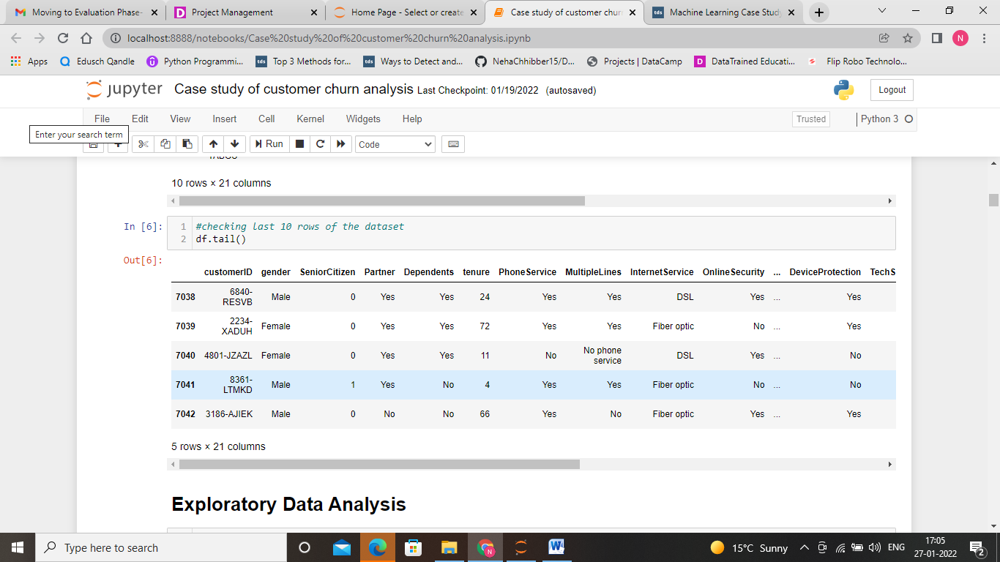 Moving to Evaluation Phase-
Project Management
Home Page - Select or create
Case study of customer churn
Machine Learning Case Study
localhost:8888/notebooks/Case%20study%20of%20customer%20churn%20analysis.ipynb
N
Apps
Edusch Qandle
Python Programmi...
Top 3 Methods for...
Ways to Detect and...
NehaChhibber15/D...
Projects | DataCamp
DataTrained Educati...
Flip Robo Technolo...
jupyter Case study of customer churn analysis Last Checkpoint: 01/19/2022 (autosaved)
Logout
File Edit View Insert Cell Kernel Widgets Help
Trusted
Python 3
Enter your search term
Run
Code
10 rows × 21 columns
In [6]:
1 #checking last 10 rows of the dataset
2 df.tail()
Out[6]:
customerID gender SeniorCitizen Partner Dependents tenure PhoneService MultipleLines InternetService OnlineSecurity ... DeviceProtection TechS
7038 6840-RESVB Male 0 Yes Yes 24 Yes Yes DSL Yes ... Yes
7039 2234-XADUH Female 0 Yes Yes 72 Yes Yes Fiber optic No ... Yes
7040 4801-JZAZL Female 0 Yes Yes 11 No No phone service DSL Yes ... No
7041 8361-LTMKD Male 1 Yes No 4 Yes Yes Fiber optic No ... No
7042 3186-AJIEK Male 0 No No 66 Yes No Fiber optic Yes ... Yes
5 rows × 21 columns
Exploratory Data Analysis
Type here to search
15°C Sunny
ENG
17:05
27-01-2022
2